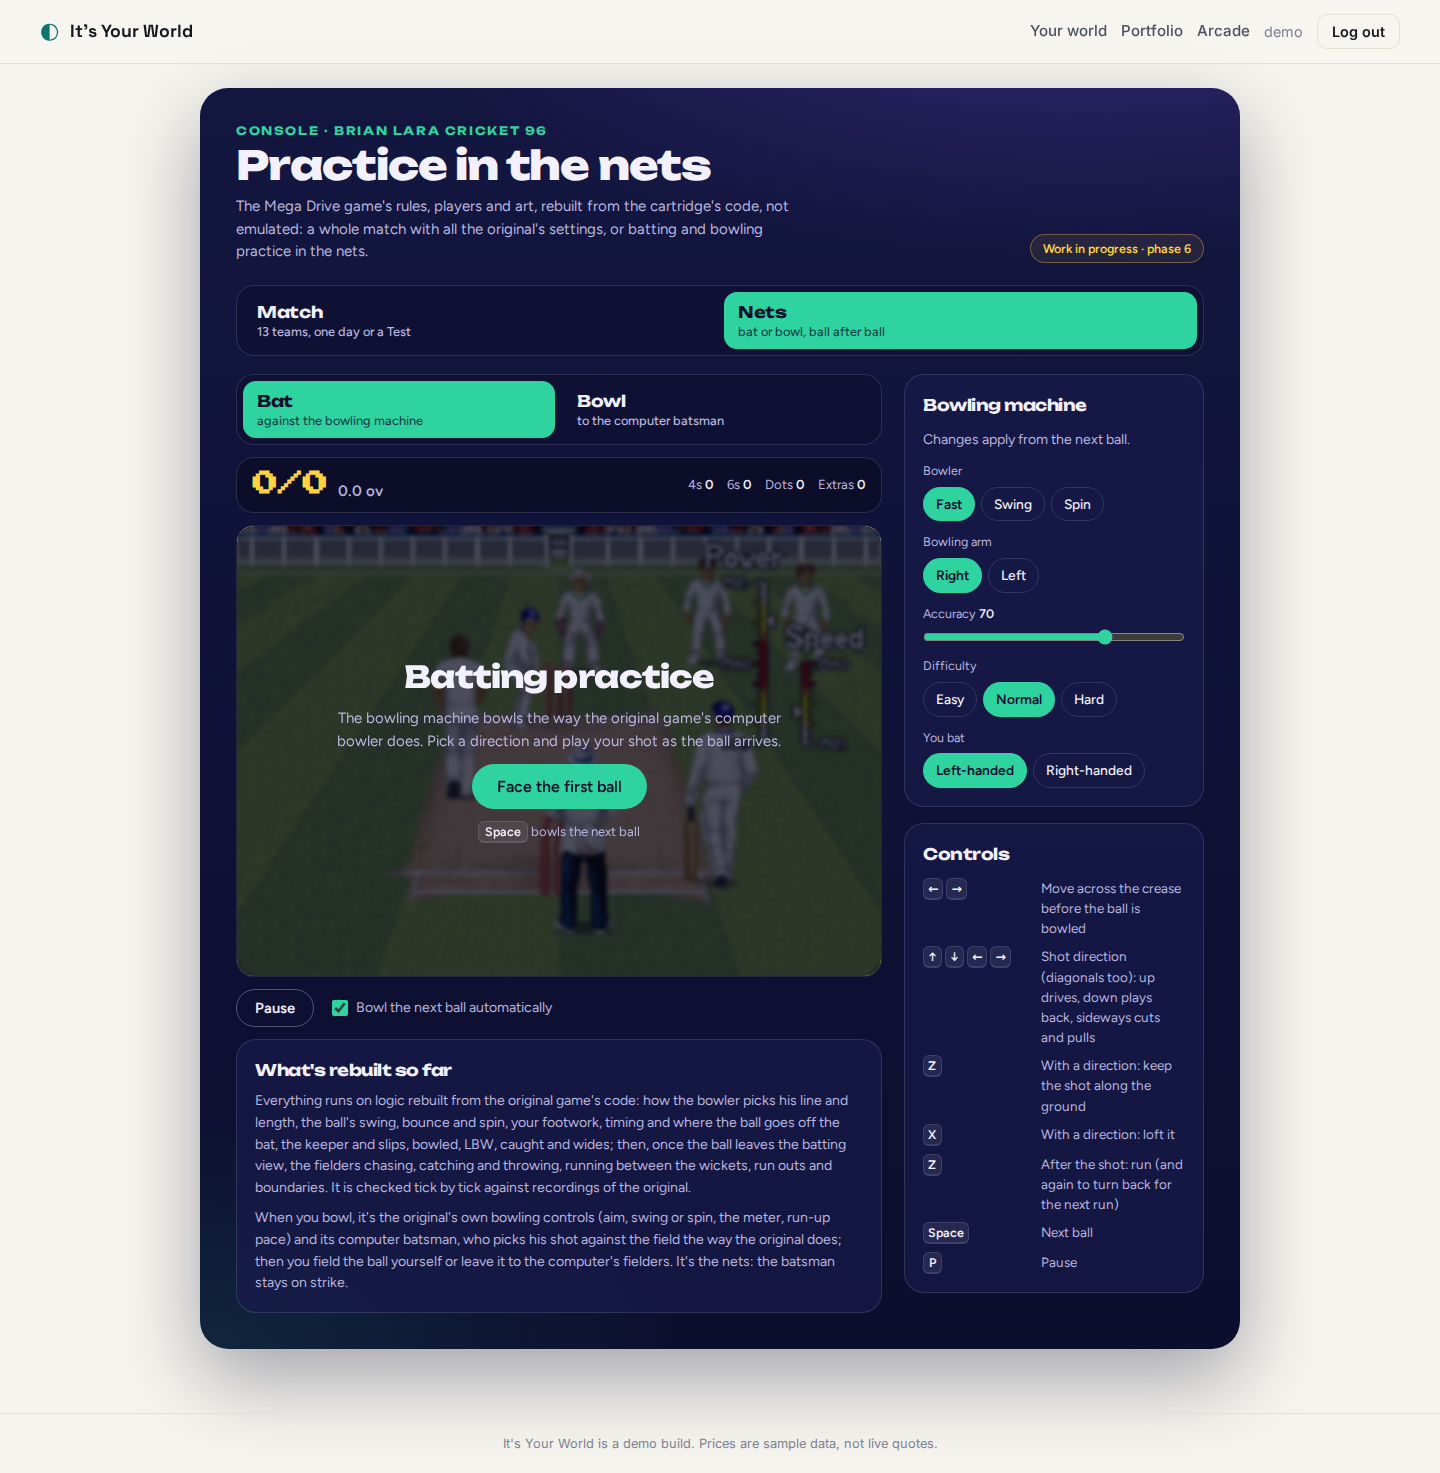 It's Your World
Your world Portfolio Arcade demo Log out
CONSOLE · BRIAN LARA CRICKET 96
Practice in the nets
The Mega Drive game's rules, players and art, rebuilt from the cartridge's code, not
emulated: a whole match with all the original's settings, or batting and bowling
practice in the nets.
Work in progress · phase 6
Match
13 teams, one day or a Test
Nets
bat or bowl, ball after ball
Bat
against the bowling machine
Bowl
to the computer batsman
0/0 0.0 ov
4s 0 6s 0 Dots 0 Extras 0
Power
Speed
Batting practice
The bowling machine bowls the way the original game's computer
bowler does. Pick a direction and play your shot as the ball arrives.
Face the first ball
Space bowls the next ball
Pause
Bowl the next ball automatically
What's rebuilt so far
Everything runs on logic rebuilt from the original game's code: how the bowler picks his line and
length, the ball's swing, bounce and spin, your footwork, timing and where the ball goes off the
bat, the keeper and slips, bowled, LBW, caught and wides; then, once the ball leaves the batting
view, the fielders chasing, catching and throwing, running between the wickets, run outs and
boundaries. It is checked tick by tick against recordings of the original.
When you bowl, it's the original's own bowling controls (aim, swing or spin, the meter, run-up
pace) and its computer batsman, who picks his shot against the field the way the original does;
then you field the ball yourself or leave it to the computer's fielders. It's the nets: the batsman
stays on strike.
Bowling machine
Changes apply from the next ball.
Bowler
Fast Swing Spin
Bowling arm
Right Left
Accuracy 70
Difficulty
Easy Normal Hard
You bat
Left-handed Right-handed
Controls
← → Move across the crease
before the ball is
bowled
↑ ↓ ← → Shot direction
(diagonals too): up
drives, down plays
back, sideways cuts
and pulls
Z With a direction: keep
the shot along the
ground
X With a direction: loft it
Z After the shot: run (and
again to turn back for
the next run)
Space Next ball
P Pause
It's Your World is a demo build. Prices are sample data, not live quotes.